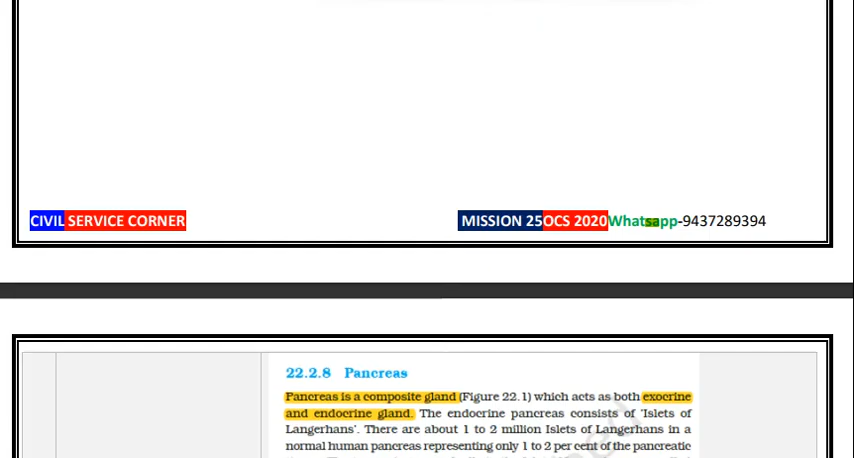 CIVIL SERVICE CORNER
MISSION 25OCS 2020Whatsapp-9437289394
22.2.8 Pancreas
Pancreas is a composite gland (Figure 22.1) which acts as both exocrine
and endocrine gland. The endocrine pancreas consists of 'Islets of
Langerhans'. There are about 1 to 2 million Islets of Langerhans in a
normal human pancreas representing only 1 to 2 per cent of the pancreatic